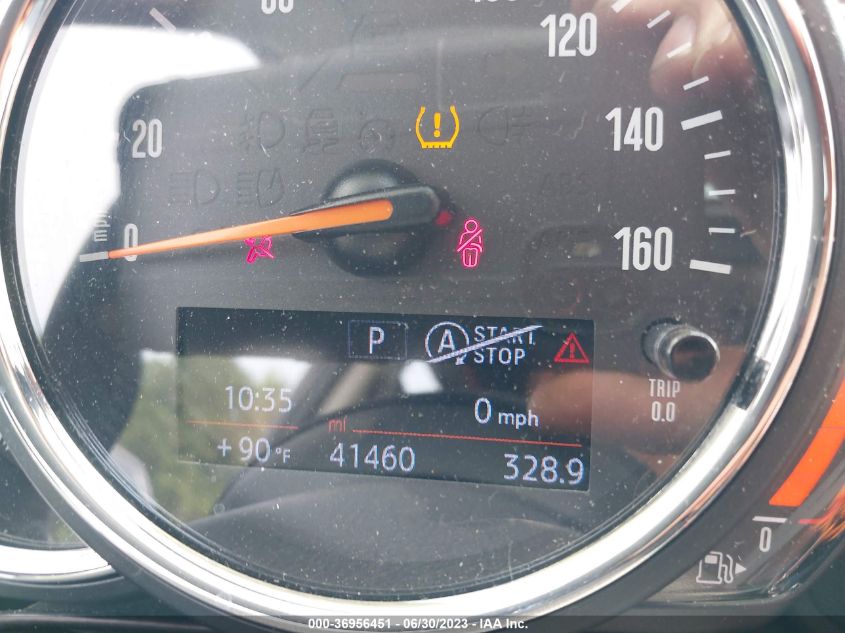 120
20
140
mph
0
160
P
A
START
STOP
TRIP
0.0
10:35
mi
0 mph
+90 °F
41460
328.9
0
000-36956451 - 06/30/2023 - IAA Inc.